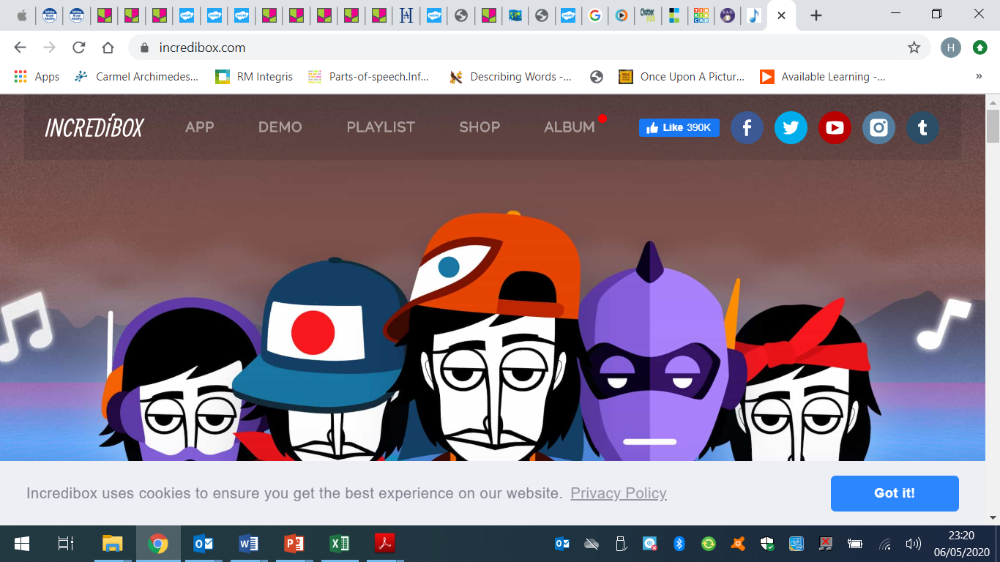 incredibox.com
Apps
Carmel Archimedes...
RM Integris
Parts-of-speech.Inf...
Describing Words -...
Once Upon A Pictur...
Available Learning -...
»
INCREDiBOX
APP
DEMO
PLAYLIST
SHOP
ALBUM
Like 390K
Incredibox uses cookies to ensure you get the best experience on our website. Privacy Policy
Got it!
23:20
06/05/2020